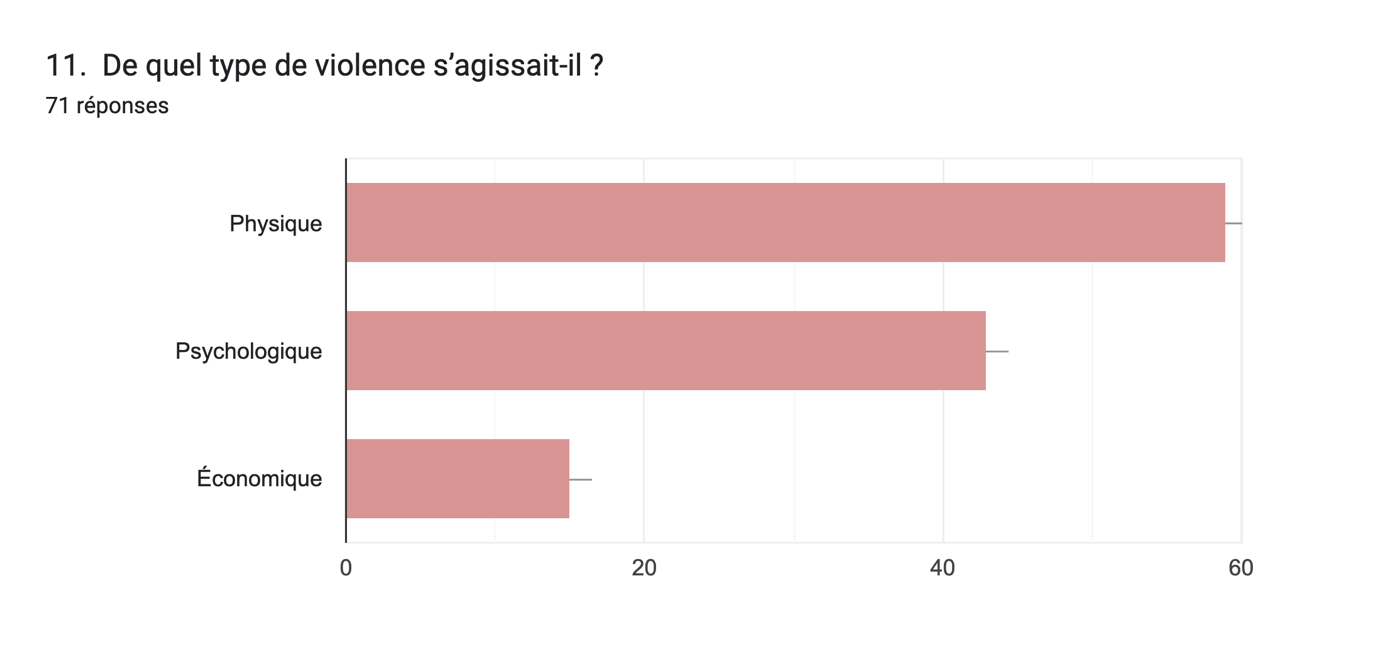 11. De quel type de violence s’agissait-il ?
71 réponses
Physique
Psychologique
Économique
0 20 40 60